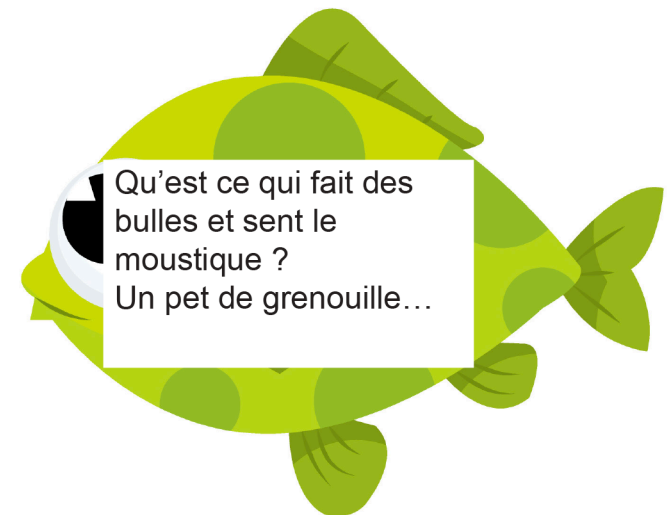 Qu’est ce qui fait des
bulles et sent le
moustique ?
Un pet de grenouille…